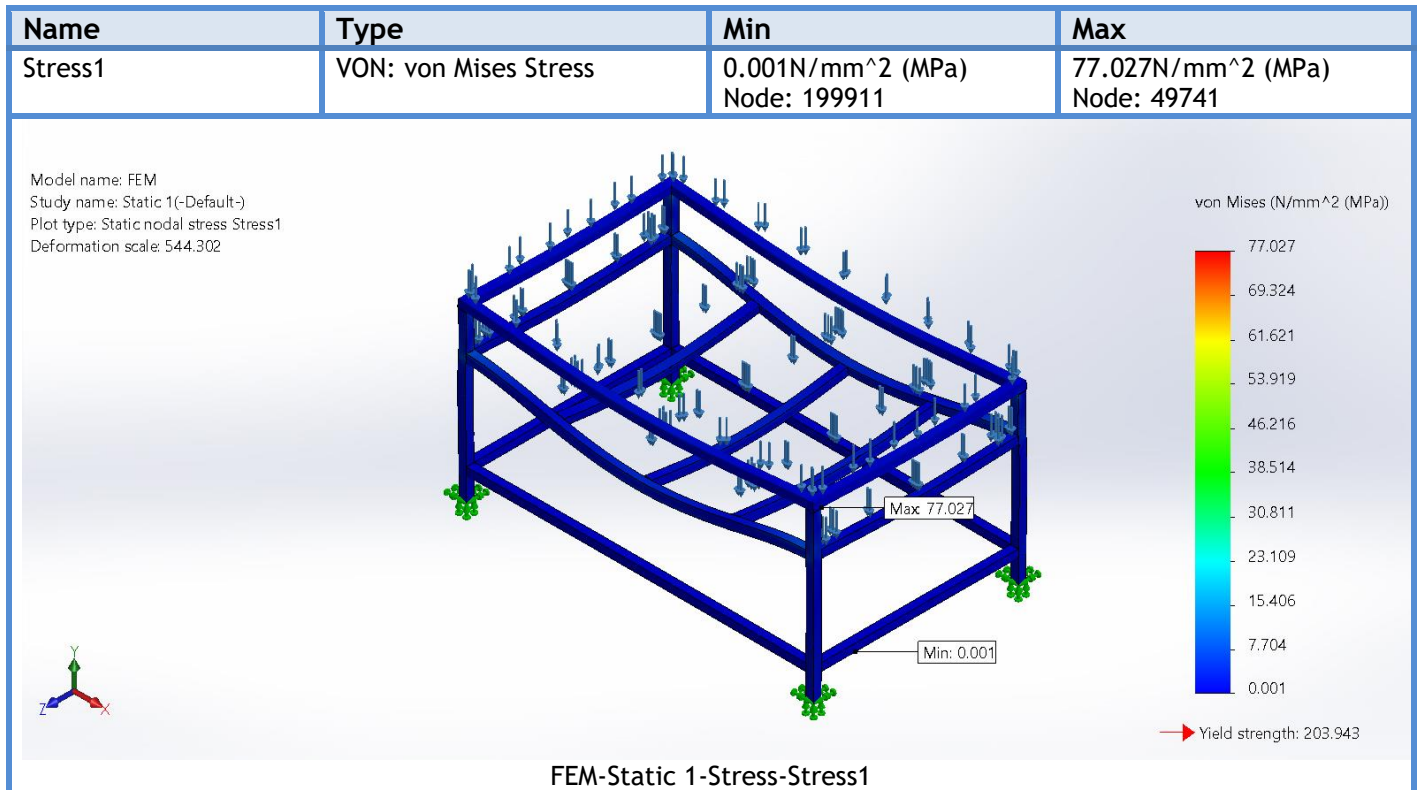 Name Type Min Max
Stress1 VON: von Mises Stress 0.001N/mm^2 (MPa) 77.027N/mm^2 (MPa)
Node: 199911 Node: 49741
Model name: FEM
Study name: Static 1(-Default-)
Plot type: Static nodal stress Stress1
Deformation scale: 544.302
von Mises (N/mm^2 (MPa))
77.027
69.324
61.621
53.919
46.216
38.514
30.811
23.109
15.406
7.704
0.001
Yield strength: 203.943
Max: 77.027
Min: 0.001
Y
Z X
FEM-Static 1-Stress-Stress1